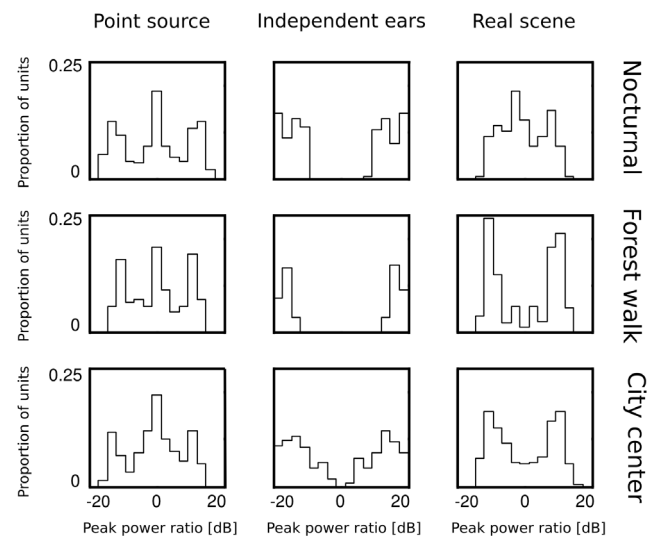 Point source Independent ears Real scene
0.25
0
Proportion of units
Nocturnal
0.25
0
Proportion of units
Forest walk
0.25
0
Proportion of units
City center
-20 0 20 -20 0 20 -20 0 20
Peak power ratio [dB] Peak power ratio [dB] Peak power ratio [dB]